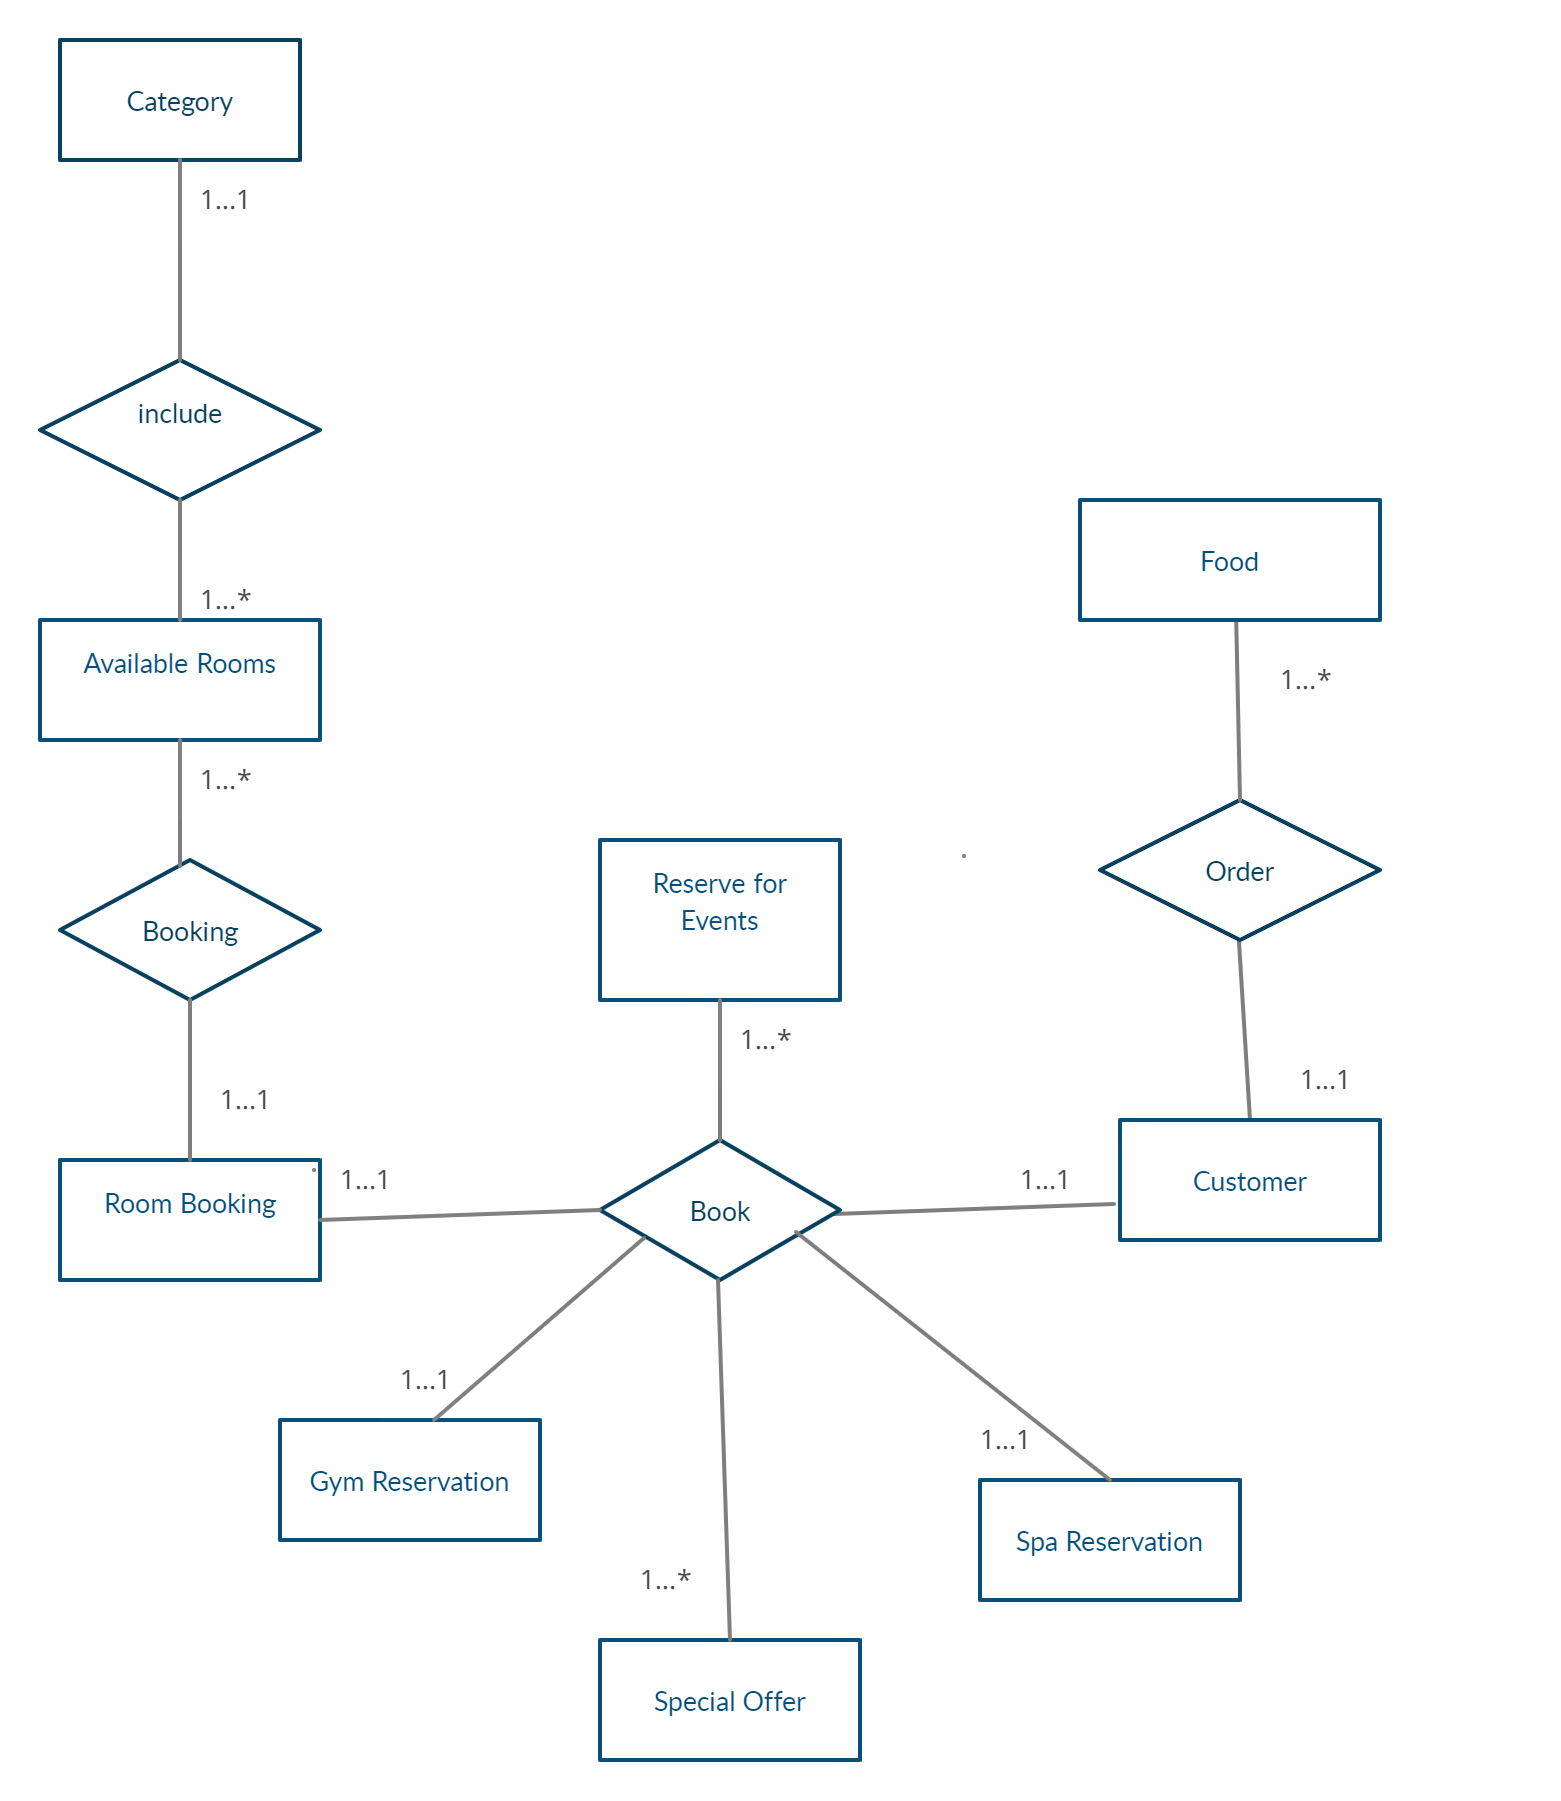 Category
1...1
include
1...*
Available Rooms
1...*
Booking
1...1
Room Booking
1...1
Food
1...*
Order
1...1
Customer
Reserve for
Events
1...*
Book
1...1
1...1
Gym Reservation
1...*
Special Offer
1...1
Spa Reservation